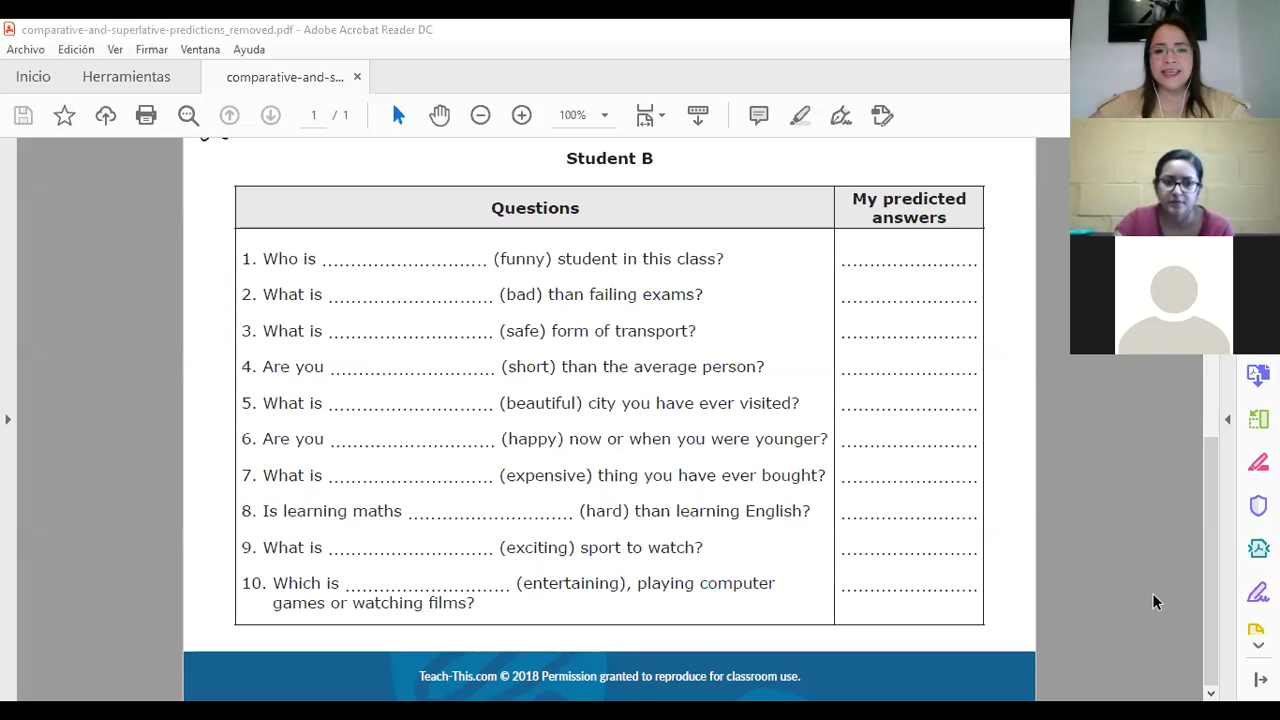 comparative-and-superlative-predictions_removed.pdf - Adobe Acrobat Reader DC
Archivo Edición Ver Firmar Ventana Ayuda
Inicio Herramientas comparative-and-s... ×
1 / 1 100%
Student B
Questions
My predicted
answers
1. Who is ............................. (funny) student in this class? ........................
2. What is ............................. (bad) than failing exams? ........................
3. What is ............................. (safe) form of transport? ........................
4. Are you ............................. (short) than the average person? ........................
5. What is ............................. (beautiful) city you have ever visited? ........................
6. Are you ............................. (happy) now or when you were younger? ........................
7. What is ............................. (expensive) thing you have ever bought? ........................
8. Is learning maths ............................. (hard) than learning English? ........................
9. What is ............................. (exciting) sport to watch? ........................
10. Which is ............................. (entertaining), playing computer ........................
games or watching films?
Teach-This.com © 2018 Permission granted to reproduce for classroom use.